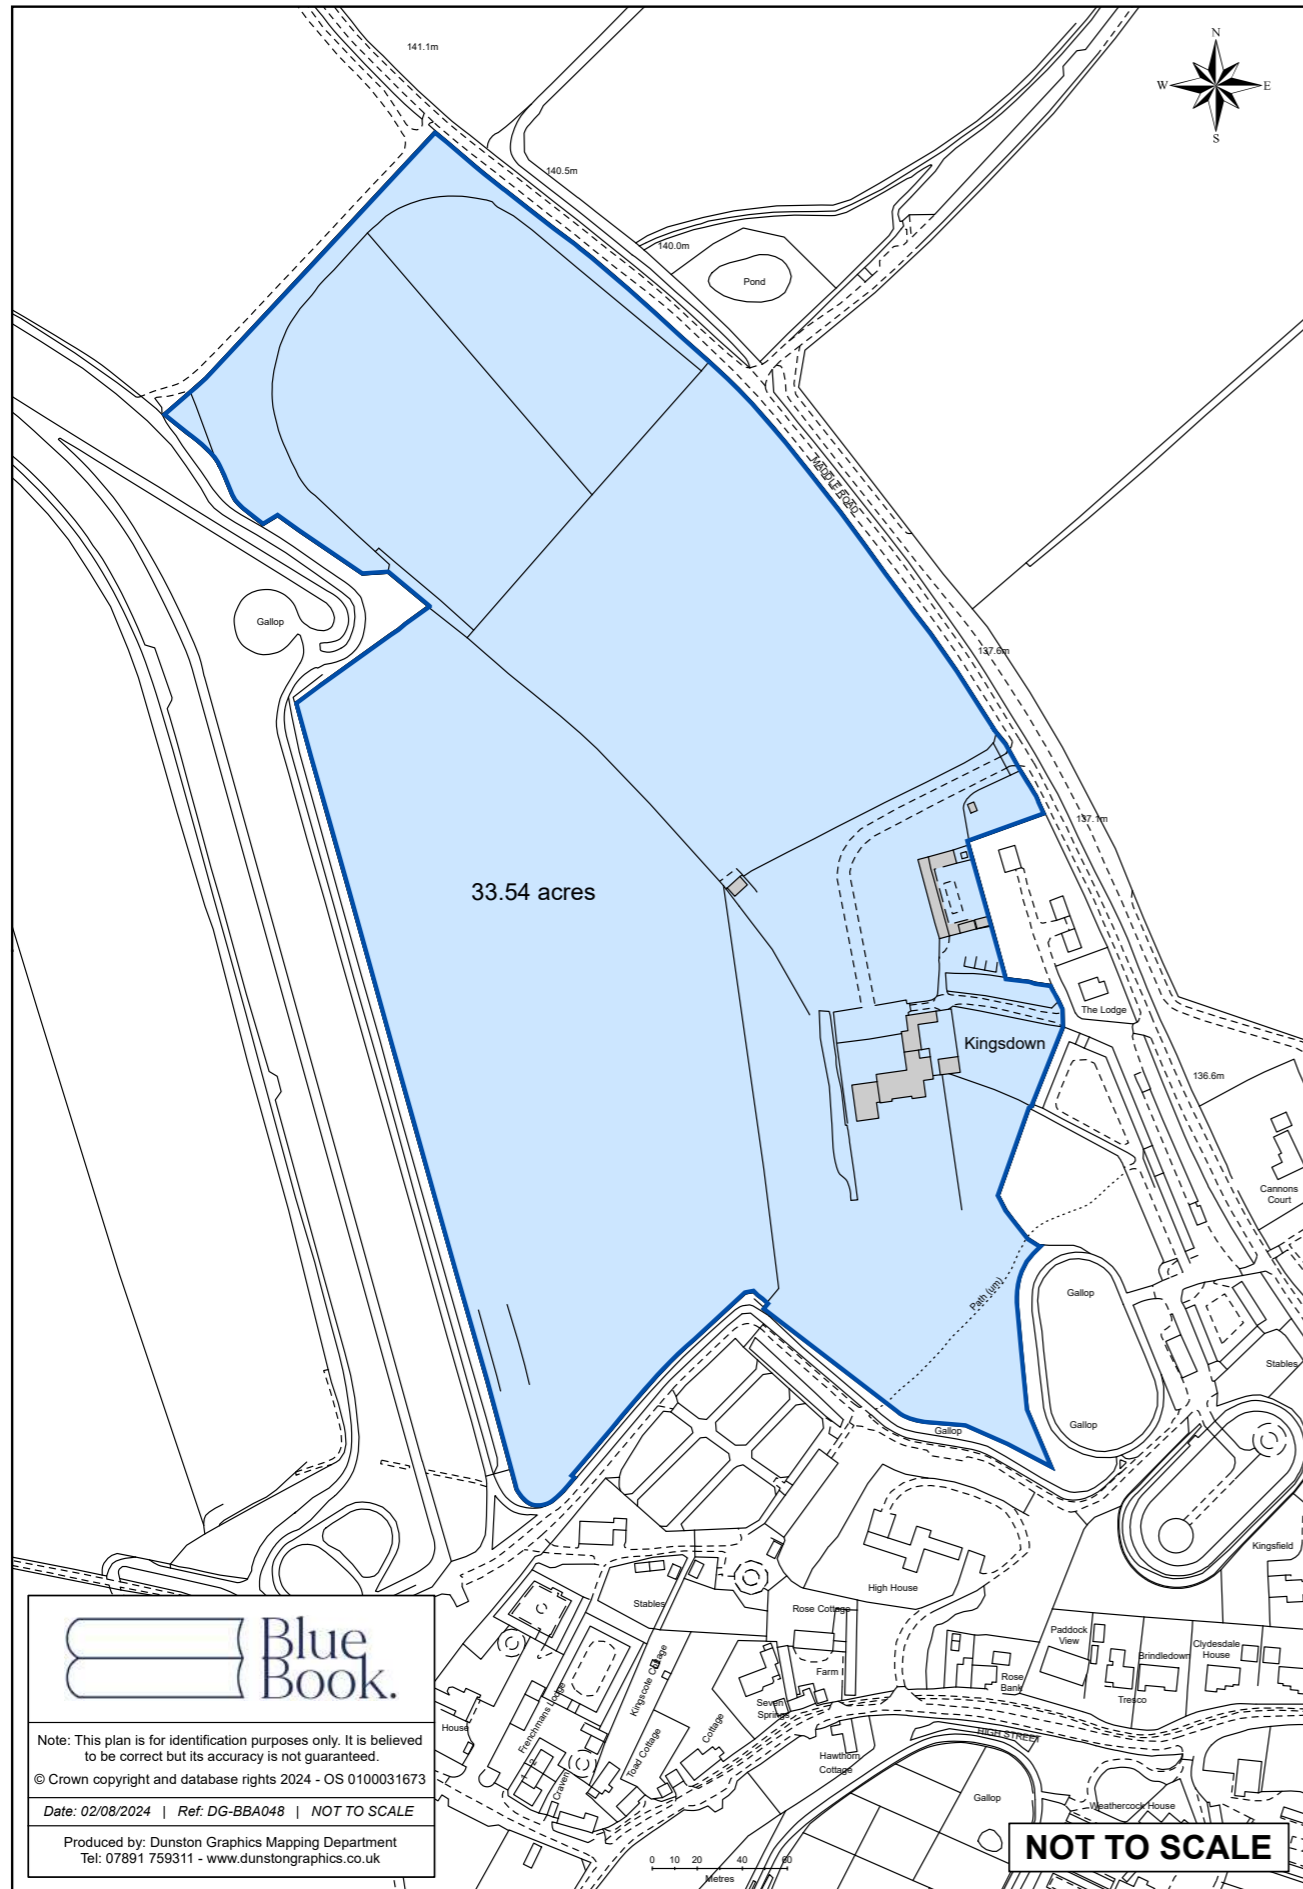 141.1m
N
W E
S
140.5m
140.0m
Pond
MADDLE ROAD
Gallop
137.6m
137.1m
33.54 acres
The Lodge
Kingsdown
136.6m
Cannons
Court
Path (um)
Gallop
Stables
Gallop
Gallop
Kingsfield
High House
Stables
Rose Cottage
Paddock
View
Clydesdale
House
Brindledown
Farm
Rose
Bank
Tresco
Kingscote Cottage
Frenchmans Lodge
Seven
Springs
House
Cottage
Toad Cottage
HIGH STREET
Hawthorn
Cottage
1
2
Craven
Gallop
Weathercock House
0 10 20 40 60
Metres
Blue
Book.
Note: This plan is for identification purposes only. It is believed
to be correct but its accuracy is not guaranteed.
© Crown copyright and database rights 2024 - OS 0100031673
Date: 02/08/2024 | Ref: DG-BBA048 | NOT TO SCALE
Produced by: Dunston Graphics Mapping Department
Tel: 07891 759311 - www.dunstongraphics.co.uk
NOT TO SCALE